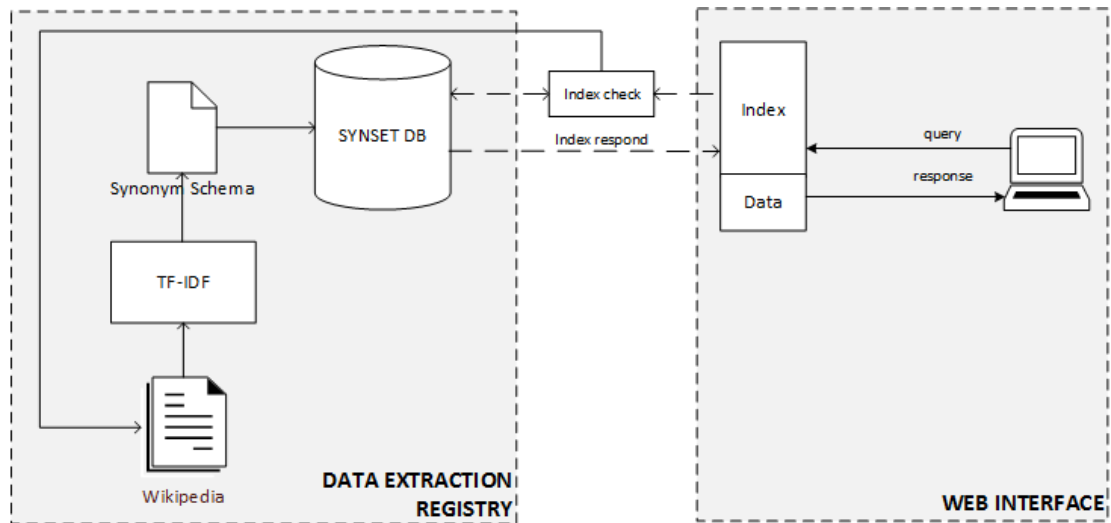 Index check
Index
SYNSET DB
query
Index respond
Synonym Schema
response
Data
TF-IDF
Wikipedia
DATA EXTRACTION
REGISTRY
WEB INTERFACE